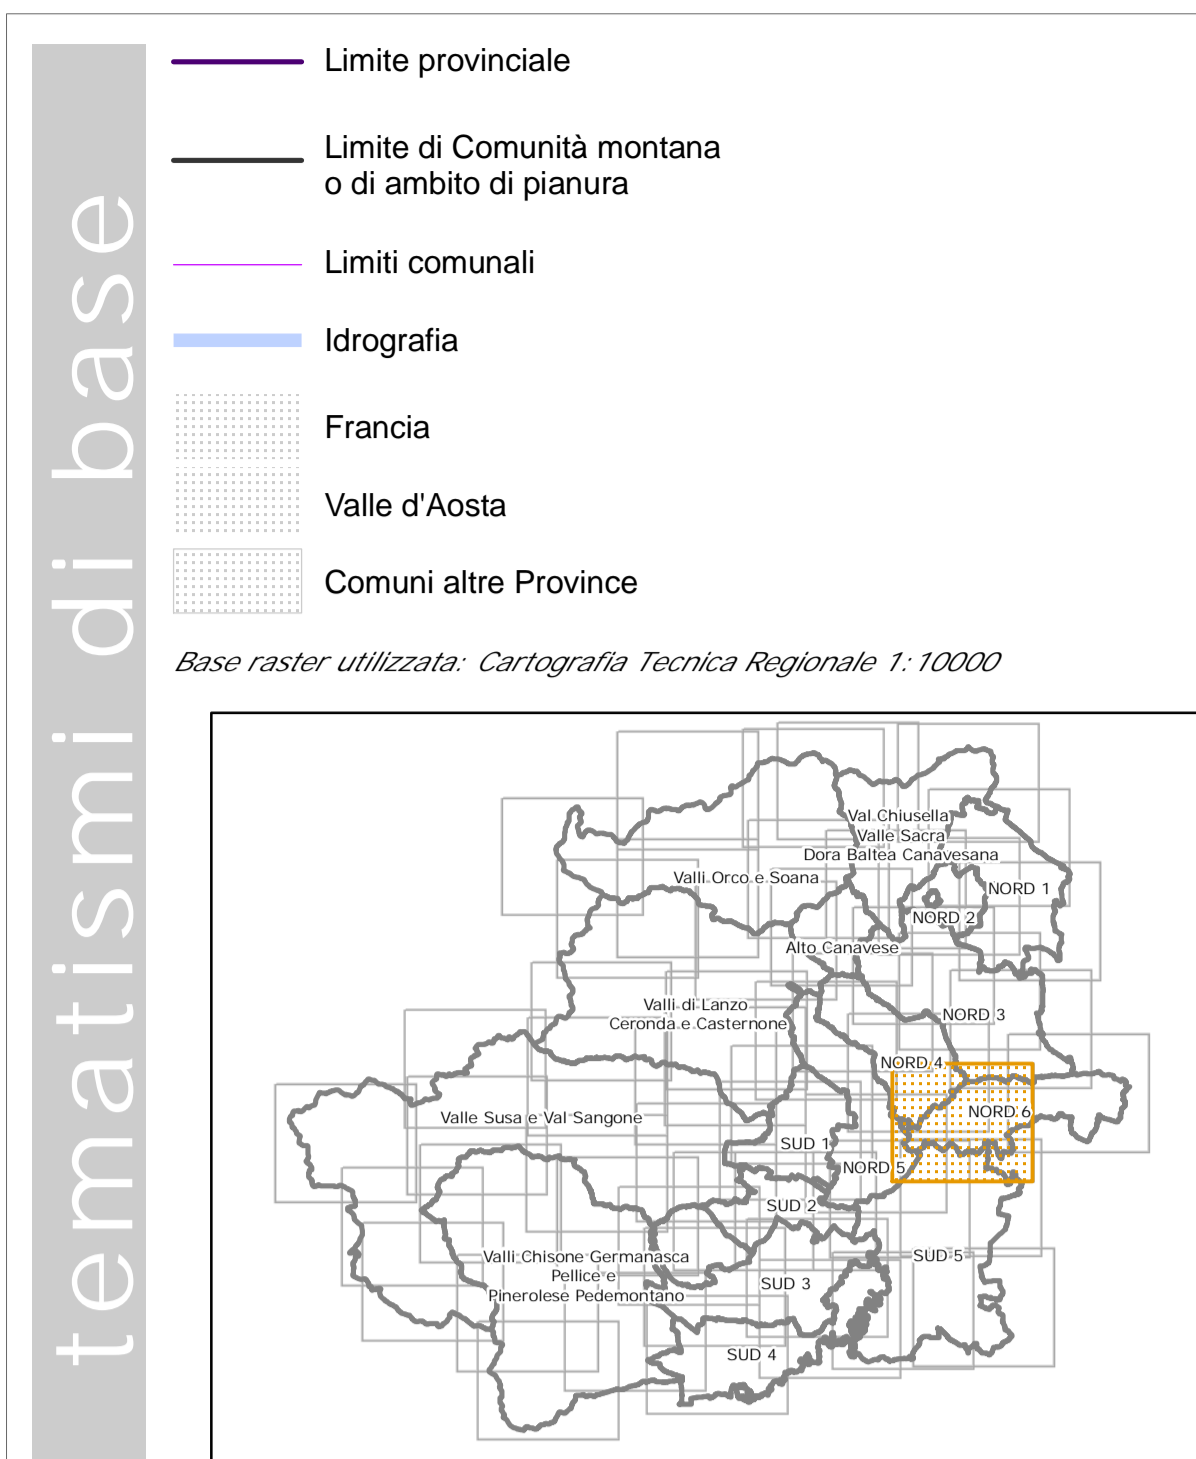 tematismi di base
Limite provinciale
Limite di Comunità montana
o di ambito di pianura
Limiti comunali
Idrografia
Francia
Valle d'Aosta
Comuni altre Province
Base raster utilizzata: Cartografia Tecnica Regionale 1:10000
Val Chiusella
Valle Sacra
Dora Baltea Canavesana
Valli Orco e Soana
NORD 1
NORD 2
Alto Canavese
Valli di Lanzo
Ceronda e Casternone
NORD 3
NORD 4
NORD 6
Valle Susa e Val Sangone
SUD 1
NORD 5
SUD 2
Valli Chisone Germanasca
Pellice e
Pinerolese Pedemontano
SUD 5
SUD 3
SUD 4